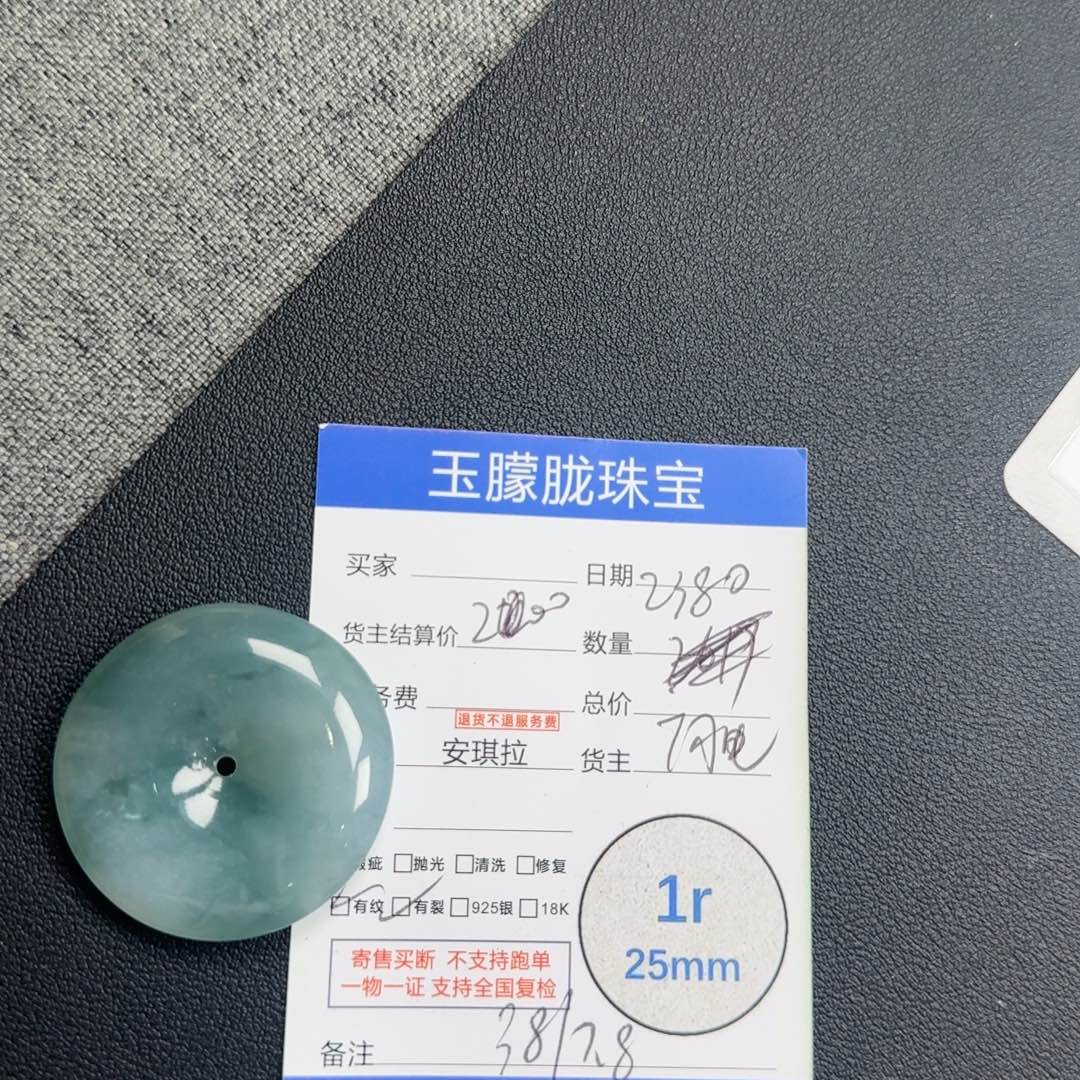 玉朦胧珠宝
买家 日期 2380
货主结算价 数量
务费 总价
退货不退服务费
安琪拉 货主
瑕疵 抛光 清洗 修复
有纹 有裂 925银 18K
1r
25mm
寄售买断 不支持跑单
一物一证 支持全国复检
备注 38/7.8